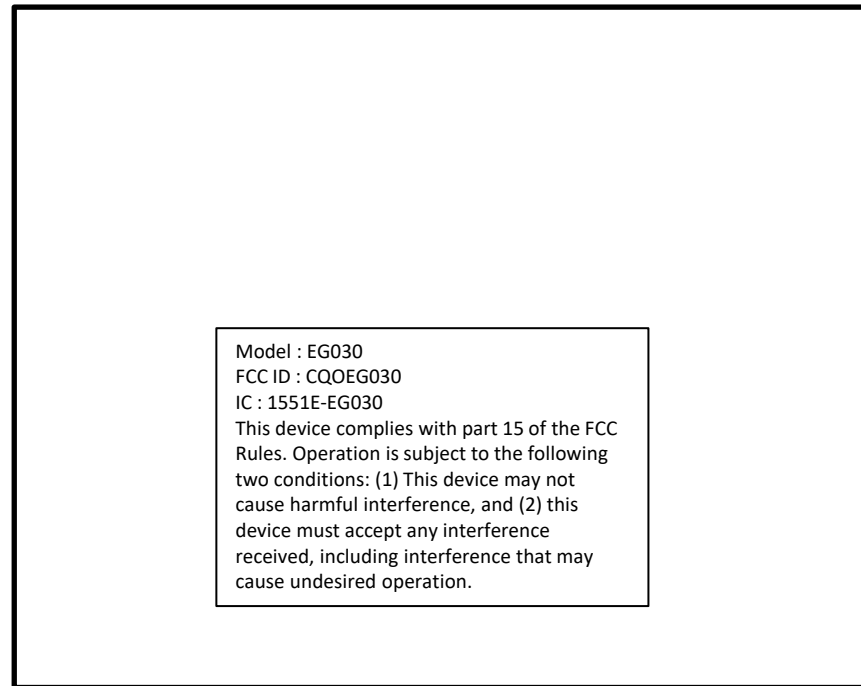 Model : EG030
FCC ID : CQOEG030
IC : 1551E-EG030
This device complies with part 15 of the FCC
Rules. Operation is subject to the following
two conditions: (1) This device may not
cause harmful interference, and (2) this
device must accept any interference
received, including interference that may
cause undesired operation.